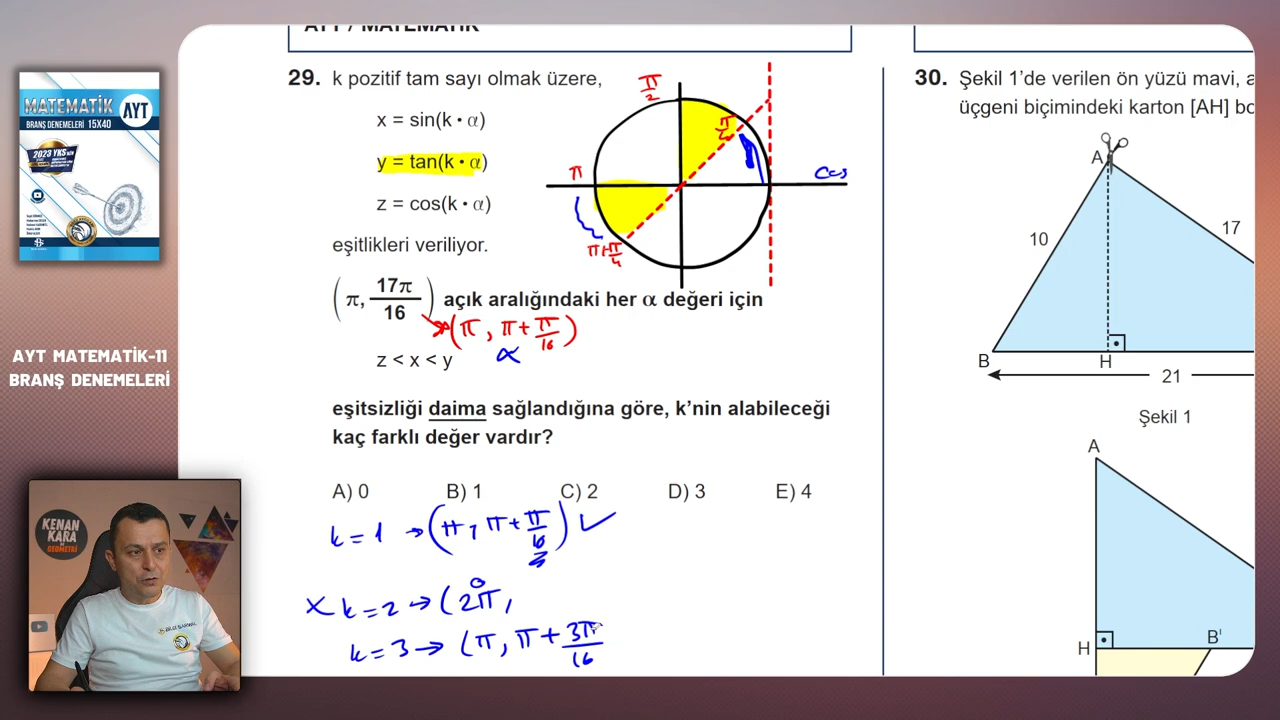 AYT / MATEMATİK
MATEMATİK AYT
BRANŞ DENEMELERİ 15X40
2023 YKS'NİN
AYT MATEMATİK-11
BRANŞ DENEMELERİ
KENAN
KARA
GEOMETRİ
29. k pozitif tam sayı olmak üzere,
x = sin(k · α)
y = tan(k · α)
z = cos(k · α)
eşitlikleri veriliyor.
(π, 17π/16) açık aralığındaki her α değeri için
(π, π + π/16)
α
z < x < y
eşitsizliği daima sağlandığına göre, k'nin alabileceği
kaç farklı değer vardır?
A) 0 B) 1 C) 2 D) 3 E) 4
k = 1 → (π, π + π/16) ✓
x k = 2 → (2π,
0
k = 3 → (π, π + 3π/16
π/2
π/4
π
π+π/4
cos
30. Şekil 1'de verilen ön yüzü mavi, a
üçgeni biçimindeki karton [AH] bo
A
10
17
B
H
21
Şekil 1
A
H
B'